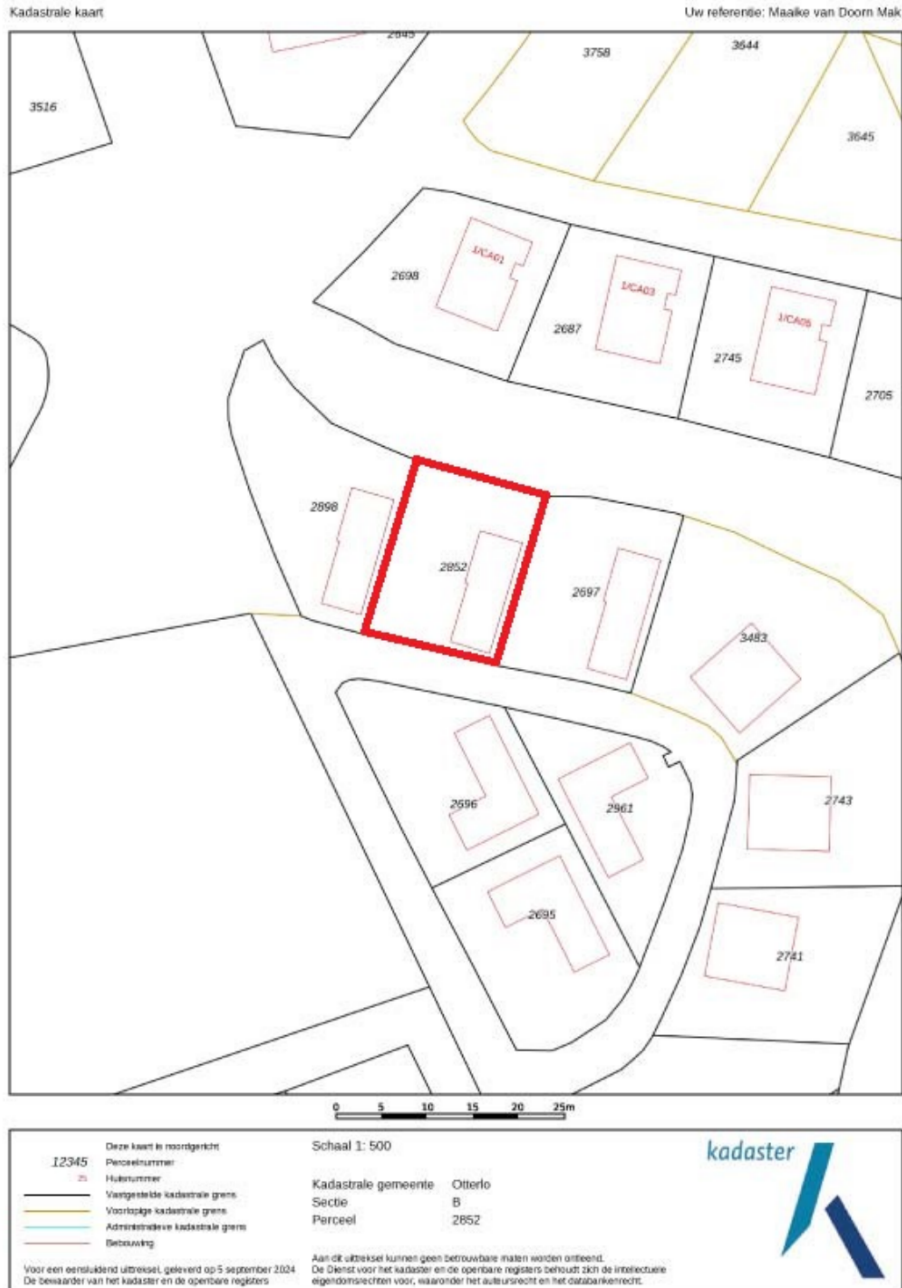 Kadastrale kaart
Uw referentie: Maaike van Doorn Mak
2845
3758
3644
3516
3645
1/CA01
2698
1/CA03
2687
1/CA05
2745
2705
2898
2852
2697
3483
2696
2961
2743
2695
2741
0 5 10 15 20 25m
Deze kaart is noordgericht
12345 Perceelnummer
25 Huisnummer
Vastgestelde kadastrale grens
Voorlopige kadastrale grens
Administratieve kadastrale grens
Bebouwing
Voor een eensluidend uittreksel, geleverd op 5 september 2024
De bewaarder van het kadaster en de openbare registers
Schaal 1: 500
Kadastrale gemeente Otterlo
Sectie B
Perceel 2852
Aan dit uittreksel kunnen geen betrouwbare maten worden ontleend.
De Dienst voor het kadaster en de openbare registers behoudt zich de intellectuele
eigendomsrechten voor, waaronder het auteursrecht en het databankenrecht.
kadaster